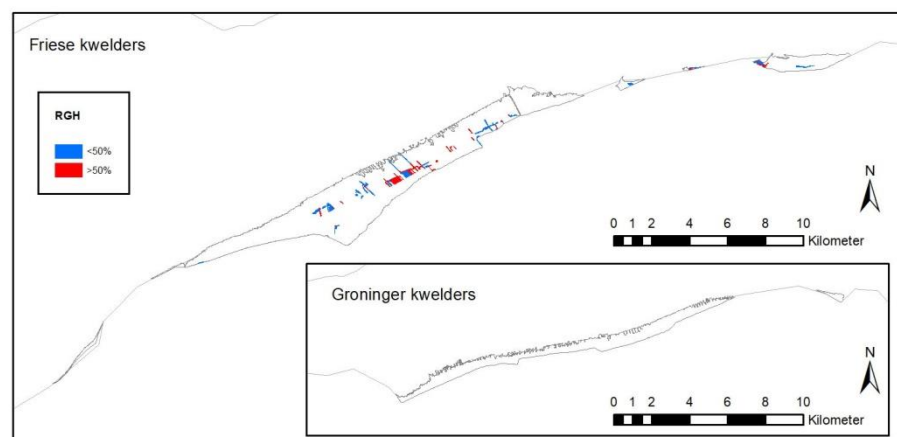 Friese kwelders
RGH
<50%
>50%
N
0 1 2 4 6 8 10
Kilometer
Groninger kwelders
N
0 1 2 4 6 8 10
Kilometer